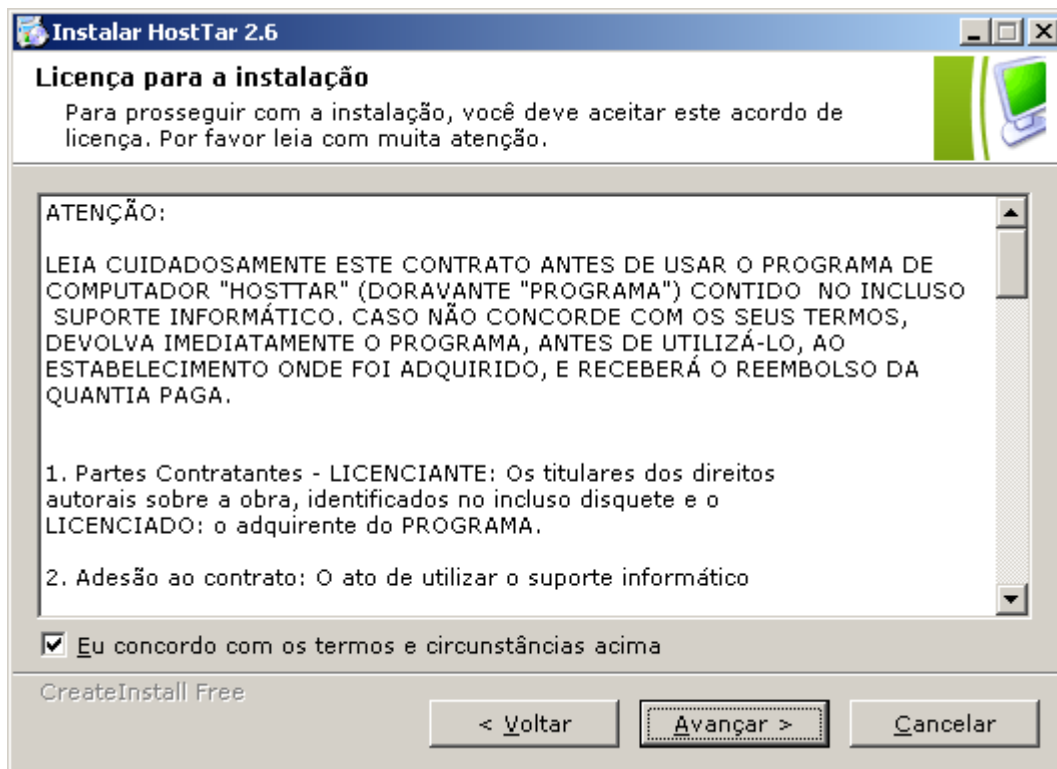 Instalar HostTar 2.6
Licença para a instalação
Para prosseguir com a instalação, você deve aceitar este acordo de
licença. Por favor leia com muita atenção.
ATENÇÃO:
LEIA CUIDADOSAMENTE ESTE CONTRATO ANTES DE USAR O PROGRAMA DE
COMPUTADOR "HOSTTAR" (DORAVANTE "PROGRAMA") CONTIDO  NO INCLUSO
SUPORTE INFORMÁTICO. CASO NÃO CONCORDE COM OS SEUS TERMOS,
DEVOLVA IMEDIATAMENTE O PROGRAMA, ANTES DE UTILIZÁ-LO, AO
ESTABELECIMENTO ONDE FOI ADQUIRIDO, E RECEBERÁ O REEMBOLSO DA
QUANTIA PAGA.
1. Partes Contratantes - LICENCIANTE: Os titulares dos direitos
autorais sobre a obra, identificados no incluso disquete e o
LICENCIADO: o adquirente do PROGRAMA.
2. Adesão ao contrato: O ato de utilizar o suporte informático
Eu concordo com os termos e circunstâncias acima
CreateInstall Free
< Voltar
Avançar >
Cancelar